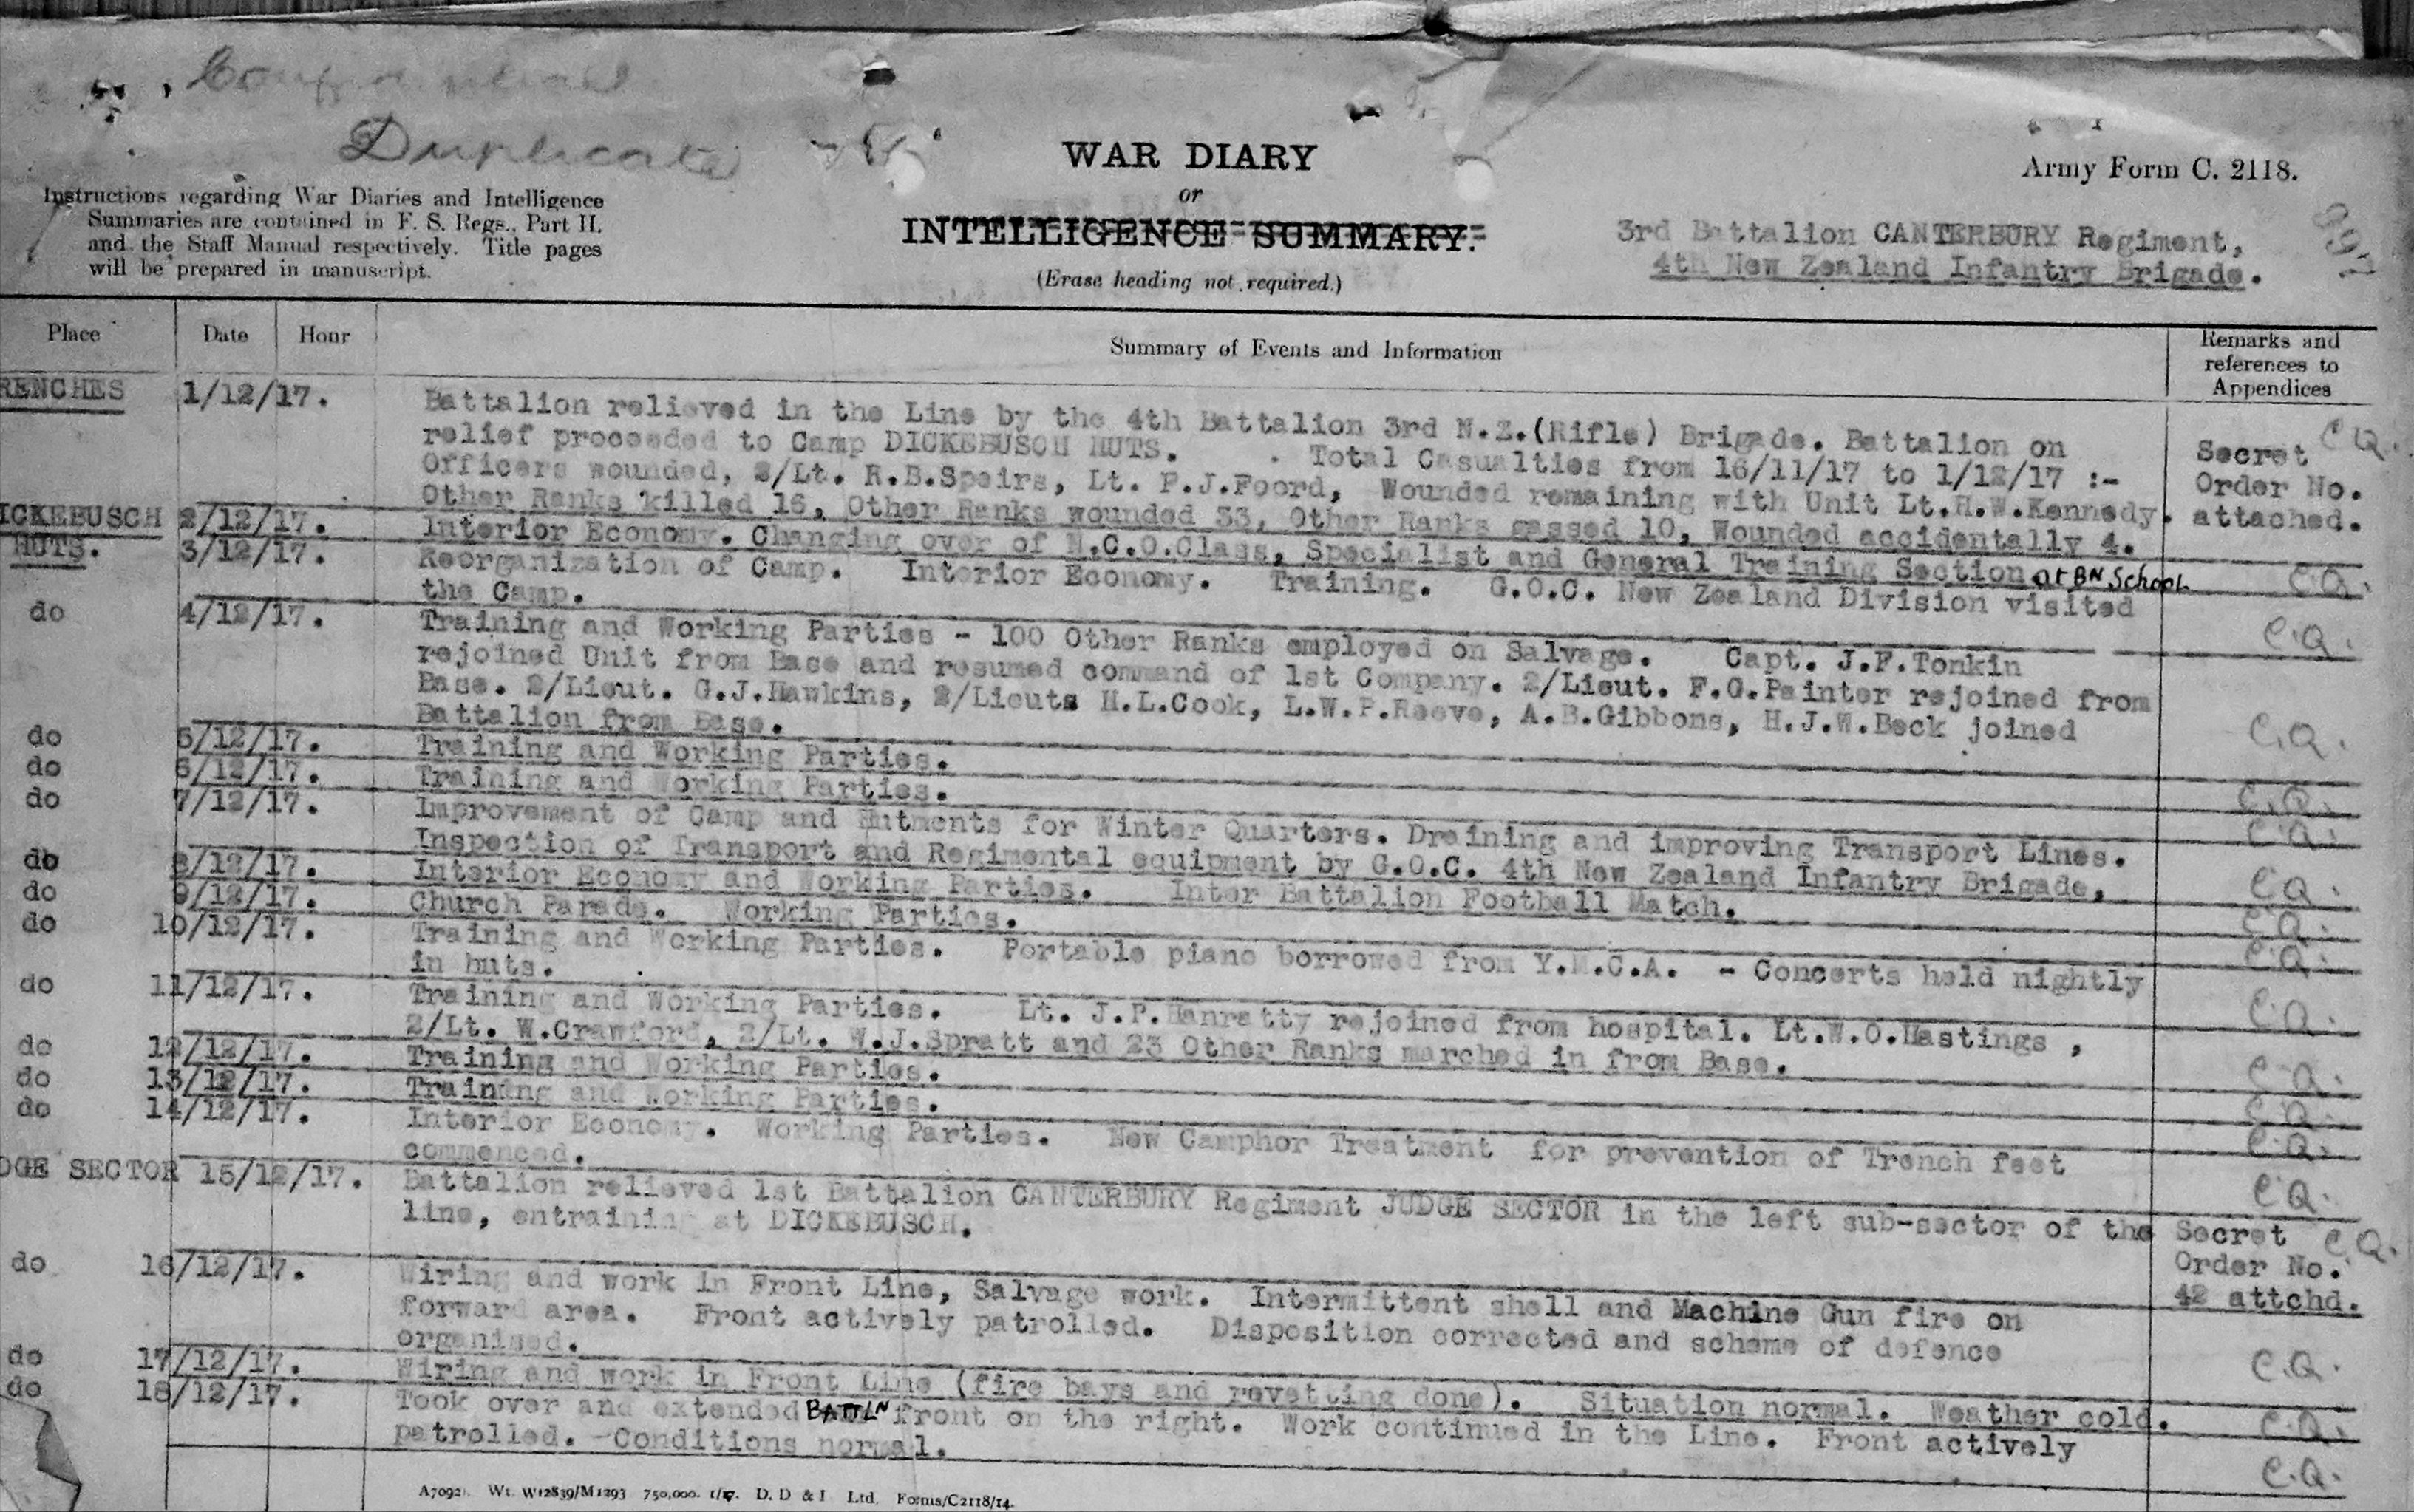 Confidential
Duplicate
WAR DIARY
or
INTELLIGENCE SUMMARY.
(Erase heading not required.)
Army Form C. 2118.
Instructions regarding War Diaries and Intelligence
Summaries are contained in F. S. Regs., Part II.
and the Staff Manual respectively. Title pages
will be prepared in manuscript.
3rd Battalion CANTERBURY Regiment,
4th New Zealand Infantry Brigade.
997
Place Date Hour Summary of Events and Information Remarks and references to Appendices
RENCHES 1/12/17. Battalion relieved in the Line by the 4th Battalion 3rd N.Z.(Rifle) Brigade. Battalion on
relief proceeded to Camp DICKEBUSCH HUTS. Total Casualties from 16/11/17 to 1/12/17 :- Secret C.Q.
Officers wounded, 2/Lt. R.B.Speirs, Lt. P.J.Foord, Wounded remaining with Unit Lt.H.W.Kennedy. Order No.
Other Ranks killed 16, Other Ranks wounded 33, Other Ranks gassed 10, Wounded accidentally 4. attached.
ICKEBUSCH 2/12/17. Interior Economy. Changing over of N.C.O.Class, Specialist and General Training Section at BN School C.Q.
HUTS. 3/12/17. Reorganization of Camp. Interior Economy. Training. G.O.C. New Zealand Division visited
the Camp. C.Q.
do 4/12/17. Training and Working Parties - 100 Other Ranks employed on Salvage. Capt. J.F.Tonkin
rejoined Unit from Base and resumed command of 1st Company. 2/Lieut. F.G.Painter rejoined from
Base. 2/Lieut. G.J.Hawkins, 2/Lieuts H.L.Cook, L.W.P.Reeve, A.B.Gibbons, H.J.W.Beck joined
Battalion from Base. C.Q.
do 5/12/17. Training and Working Parties. C.Q.
do 6/12/17. Training and Working Parties. C.Q.
do 7/12/17. Improvement of Camp and Hutments for Winter Quarters. Draining and improving Transport Lines.
Inspection of Transport and Regimental equipment by G.O.C. 4th New Zealand Infantry Brigade, C.Q.
do 8/12/17. Interior Economy and Working Parties. Inter Battalion Football Match. C.Q.
do 9/12/17. Church Parade. Working Parties. C.Q.
do 10/12/17. Training and Working Parties. Portable piano borrowed from Y.M.C.A. - Concerts held nightly
in huts. C.Q.
do 11/12/17. Training and Working Parties. Lt. J.P.Hanratty rejoined from hospital. Lt.W.O.Hastings ,
2/Lt. W.Crawford, 2/Lt. W.J.Spratt and 23 Other Ranks marched in from Base. C.Q.
do 12/12/17. Training and Working Parties. C.Q.
do 13/12/17. Training and Working Parties. C.Q.
do 14/12/17. Interior Economy. Working Parties. New Camphor Treatment for prevention of Trench feet
commenced. C.Q.
DGE SECTOR 15/12/17. Battalion relieved 1st Battalion CANTERBURY Regiment JUDGE SECTOR in the left sub-sector of the Secret C.Q.
line, entraining at DICKEBUSCH. Order No.
42 attchd.
do 16/12/17. Wiring and work in Front Line, Salvage work. Intermittent shell and Machine Gun fire on
forward area. Front actively patrolled. Disposition corrected and scheme of defence
organised. C.Q.
do 17/12/17. Wiring and work in Front Line (fire bays and revetting done). Situation normal. Weather cold. C.Q.
do 18/12/17. Took over and extended BATTLN front on the right. Work continued in the Line. Front actively
patrolled. -Conditions normal. C.Q.
A7092). Wt. W12839/M1293 750,000. 1/17. D. D & I Ltd. Forms/C2118/14.